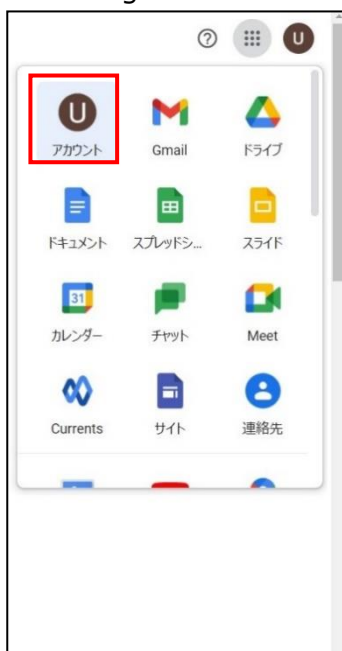 U
U
アカウント Gmail ドライブ
ドキュメント スプレッドシ... スライド
31
カレンダー チャット Meet
Currents サイト 連絡先